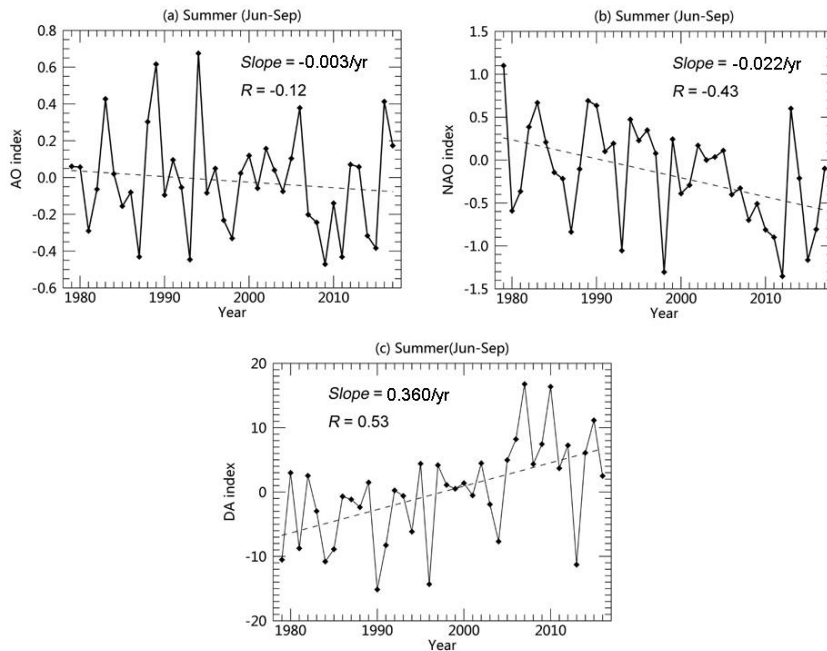 (a) Summer (Jun-Sep)
0.8
0.6
0.4
0.2
0.0
-0.2
-0.4
-0.6
AO index
Slope = -0.003/yr
R = -0.12
1980 1990 2000 2010
Year
(b) Summer (Jun-Sep)
1.5
1.0
0.5
0.0
-0.5
-1.0
-1.5
NAO index
Slope = -0.022/yr
R = -0.43
1980 1990 2000 2010
Year
(c) Summer(Jun-Sep)
20
10
0
-10
-20
DA index
Slope = 0.360/yr
R = 0.53
1980 1990 2000 2010
Year